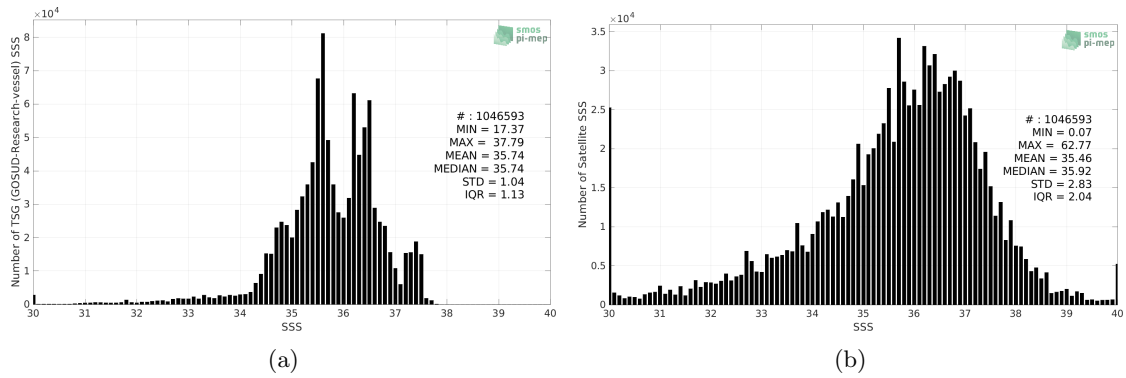 ×10⁴
8
7
6
5
4
3
2
1
0
Number of TSG (GOSUD-Research-vessel) SSS
smos
pi-mep
# : 1046593
MIN = 17.37
MAX = 37.79
MEAN = 35.74
MEDIAN = 35.74
STD = 1.04
IQR = 1.13
30 31 32 33 34 35 36 37 38 39 40
SSS
(a)
×10⁴
3.5
3
2.5
2
1.5
1
0.5
0
Number of Satellite SSS
smos
pi-mep
# : 1046593
MIN = 0.07
MAX = 62.77
MEAN = 35.46
MEDIAN = 35.92
STD = 2.83
IQR = 2.04
30 31 32 33 34 35 36 37 38 39 40
SSS
(b)